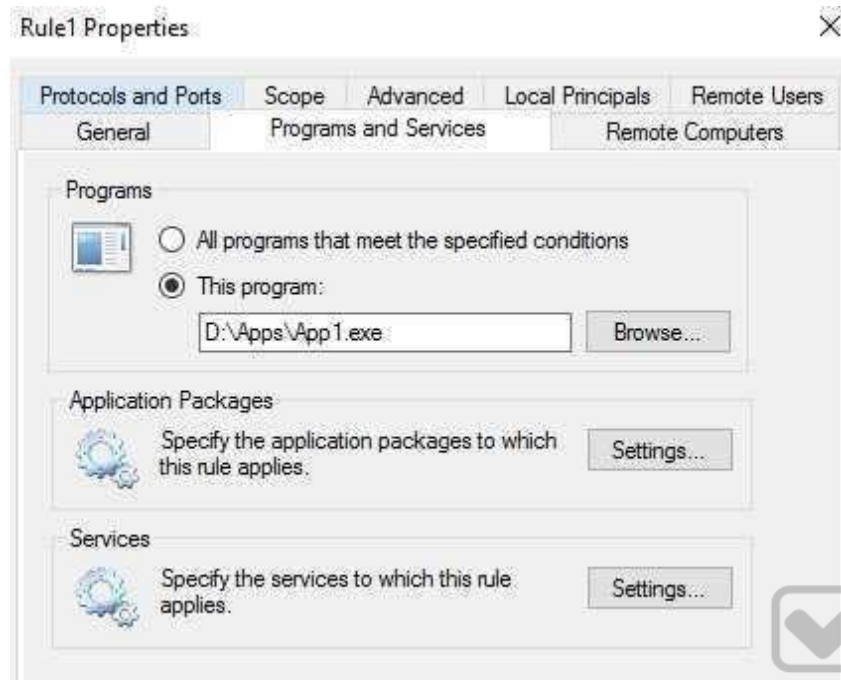 Rule1 Properties
Protocols and Ports Scope Advanced Local Principals Remote Users
General Programs and Services Remote Computers
Programs
All programs that meet the specified conditions
This program:
D:\Apps\App1.exe Browse...
Application Packages
Specify the application packages to which Settings...
this rule applies.
Services
Specify the services to which this rule Settings...
applies.